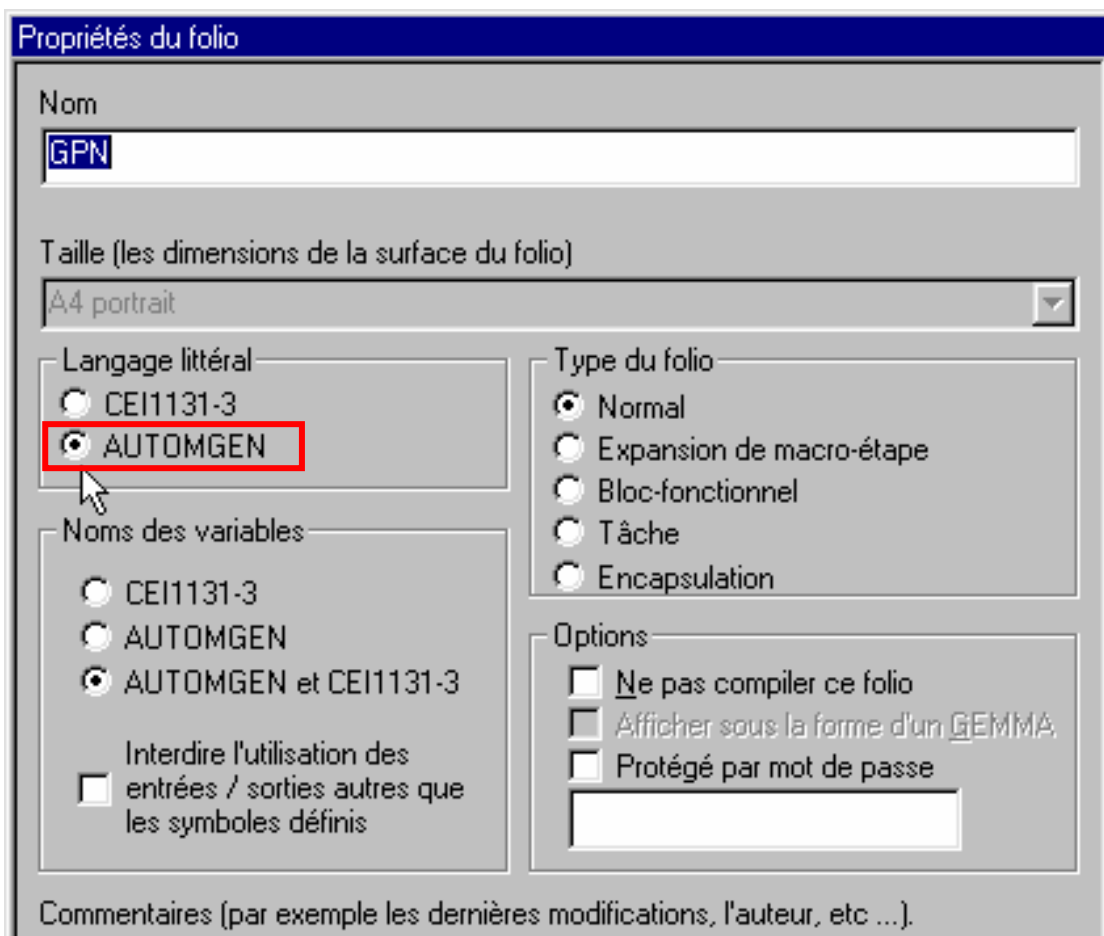 Propriétés du folio
Nom
GPN
Taille (les dimensions de la surface du folio)
A4 portrait
Langage littéral
CEI1131-3
AUTOMGEN
Noms des variables
CEI1131-3
AUTOMGEN
AUTOMGEN et CEI1131-3
Interdire l'utilisation des
entrées / sorties autres que
les symboles définis
Type du folio
Normal
Expansion de macro-étape
Bloc-fonctionnel
Tâche
Encapsulation
Options
Ne pas compiler ce folio
Afficher sous la forme d'un GEMMA
Protégé par mot de passe
Commentaires (par exemple les dernières modifications, l'auteur, etc ...).